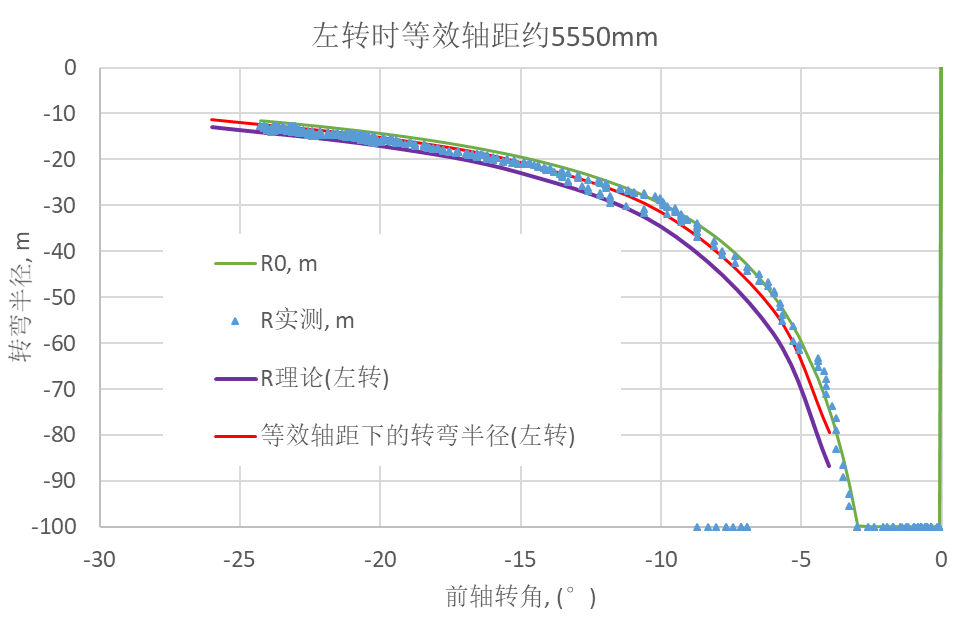 左转时等效轴距约5550mm
0
-10
-20
-30
-40
-50
-60
-70
-80
-90
-100
转弯半径, m
R0, m
R实测, m
R理论(左转)
等效轴距下的转弯半径(左转)
-30 -25 -20 -15 -10 -5 0
前轴转角, (°)